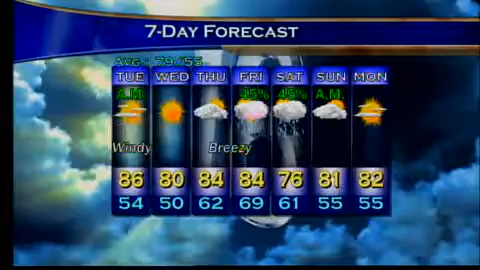 7-Day Forecast
Avg.- 79/55
TUE WED THU FRI SAT SUN MON
A.M. 45% 45% A.M.
Windy Breezy
86 80 84 84 76 81 82
54 50 62 69 61 55 55